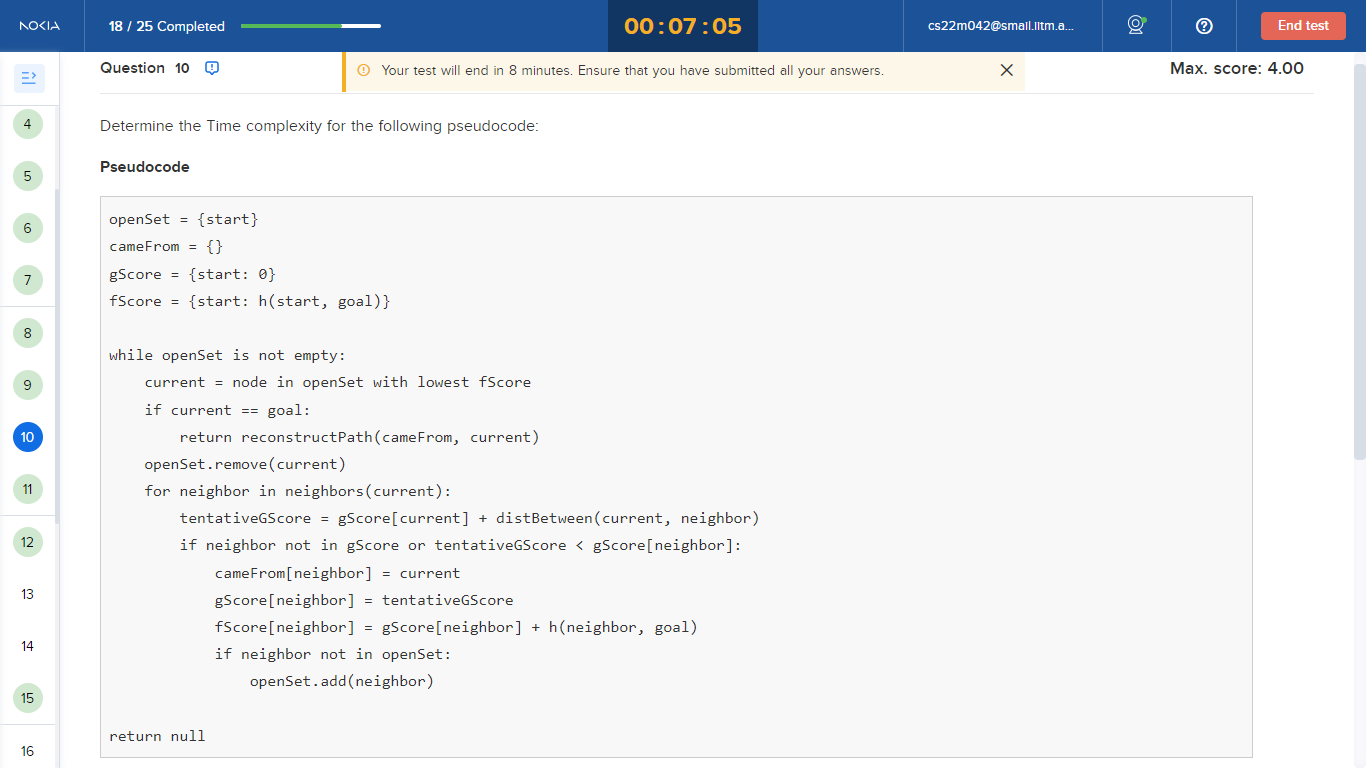 NOKIA
18 / 25 Completed
00 : 07 : 05
cs22m042@smail.iitm.a...
End test
Question 10
Your test will end in 8 minutes. Ensure that you have submitted all your answers.
Max. score: 4.00
4
5
6
7
8
9
10
11
12
13
14
15
16
Determine the Time complexity for the following pseudocode:
Pseudocode
openSet = {start}
cameFrom = {}
gScore = {start: 0}
fScore = {start: h(start, goal)}
while openSet is not empty:
    current = node in openSet with lowest fScore
    if current == goal:
        return reconstructPath(cameFrom, current)
    openSet.remove(current)
    for neighbor in neighbors(current):
        tentativeGScore = gScore[current] + distBetween(current, neighbor)
        if neighbor not in gScore or tentativeGScore < gScore[neighbor]:
            cameFrom[neighbor] = current
            gScore[neighbor] = tentativeGScore
            fScore[neighbor] = gScore[neighbor] + h(neighbor, goal)
            if neighbor not in openSet:
                openSet.add(neighbor)
return null